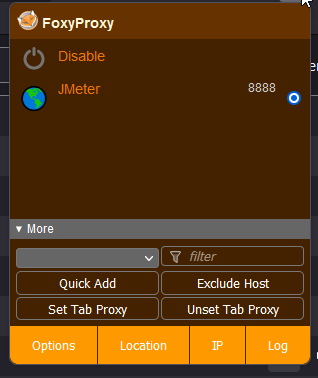 FoxyProxy
Disable
JMeter 8888
▾ More
filter
Quick Add Exclude Host
Set Tab Proxy Unset Tab Proxy
Options Location IP Log